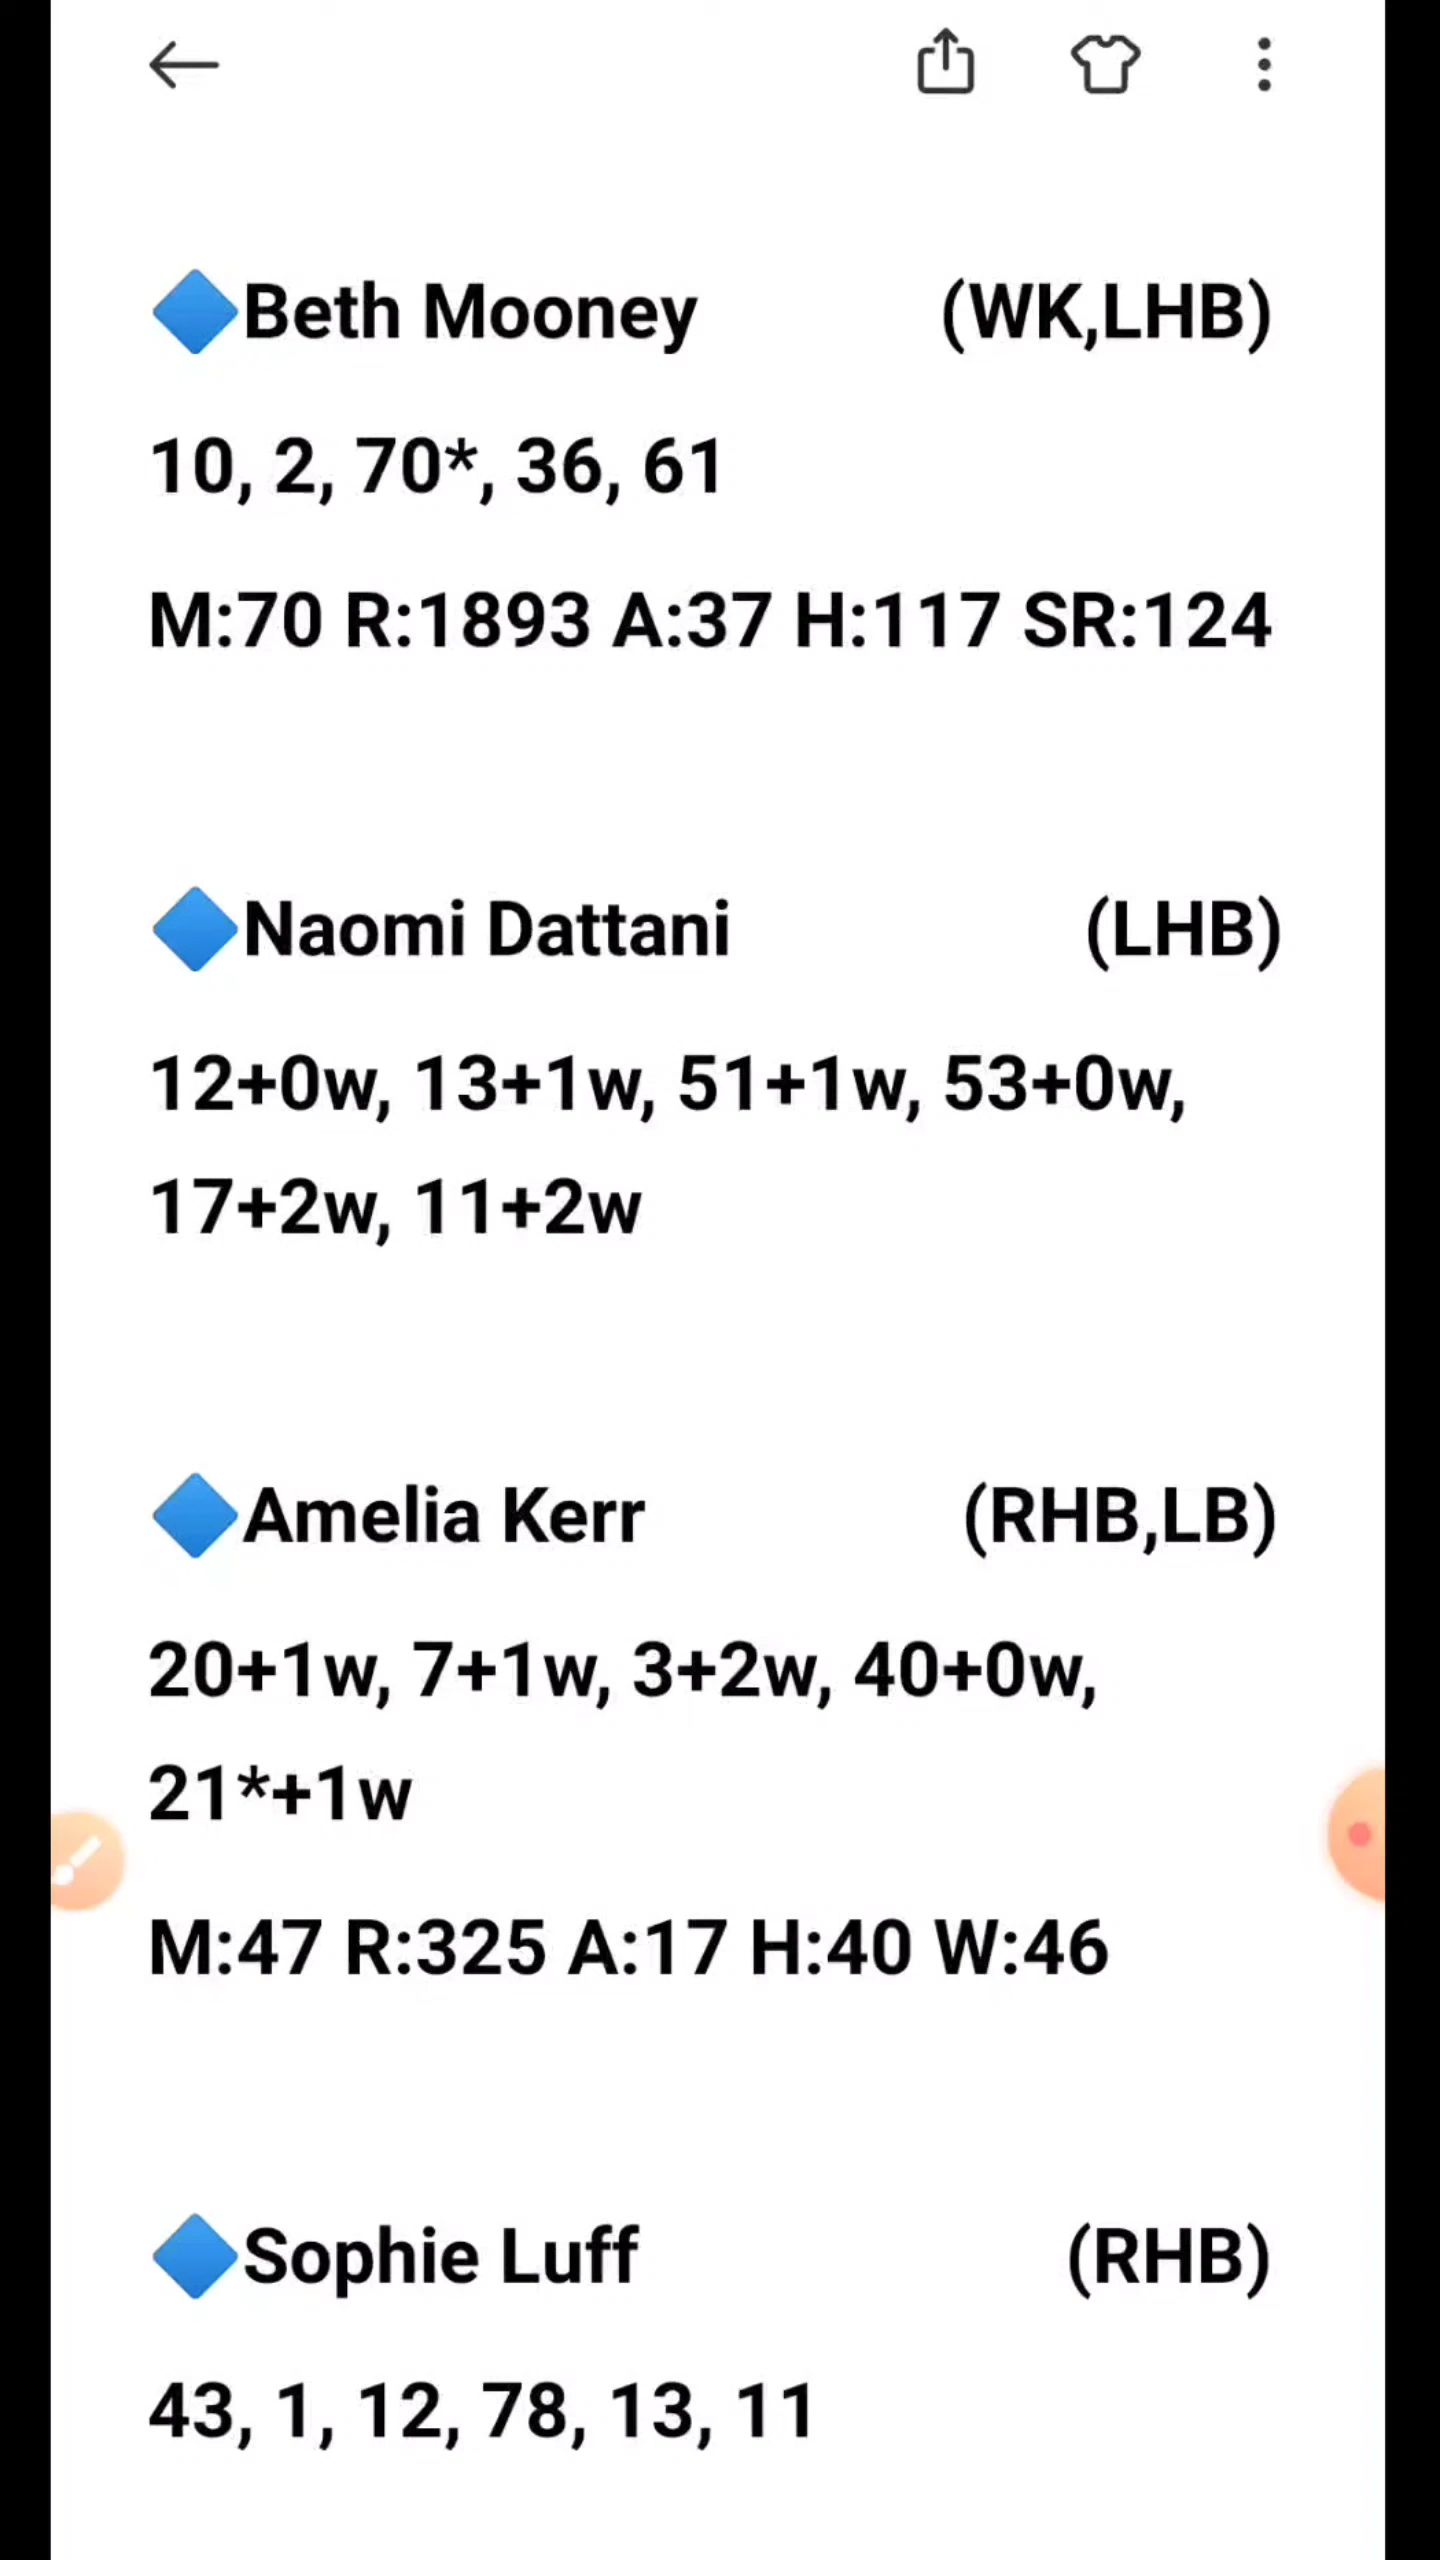 🔷Beth Mooney (WK,LHB)
10, 2, 70*, 36, 61
M:70 R:1893 A:37 H:117 SR:124
🔷Naomi Dattani (LHB)
12+0w, 13+1w, 51+1w, 53+0w,
17+2w, 11+2w
🔷Amelia Kerr (RHB,LB)
20+1w, 7+1w, 3+2w, 40+0w,
21*+1w
M:47 R:325 A:17 H:40 W:46
🔷Sophie Luff (RHB)
43, 1, 12, 78, 13, 11